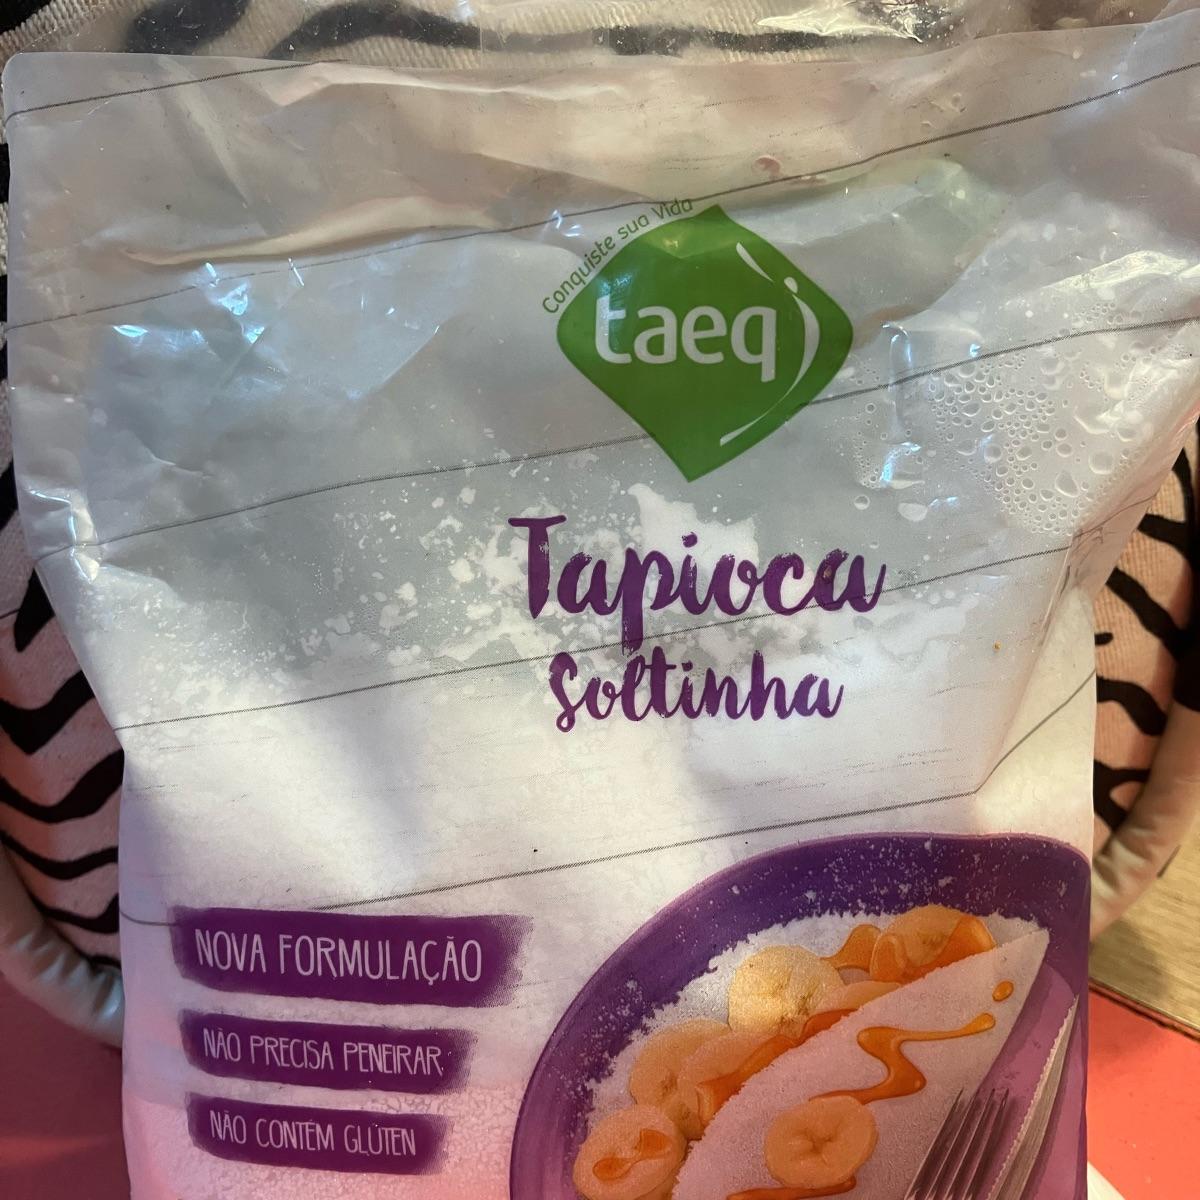 Conquiste sua Vida
taeq
Tapioca
Soltinha
NOVA FORMULAÇÃO
NÃO PRECISA PENEIRAR
NÃO CONTÉM GLÚTEN